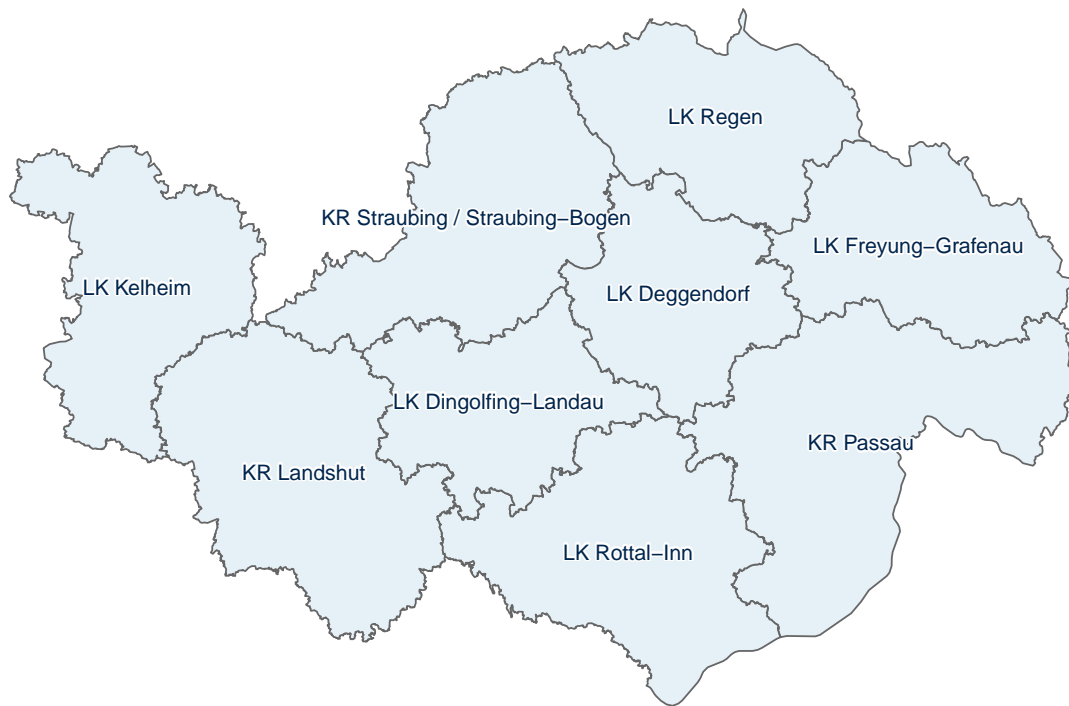 LK Regen
KR Straubing / Straubing–Bogen
LK Freyung–Grafenau
LK Kelheim
LK Deggendorf
LK Dingolfing–Landau
KR Passau
KR Landshut
LK Rottal–Inn